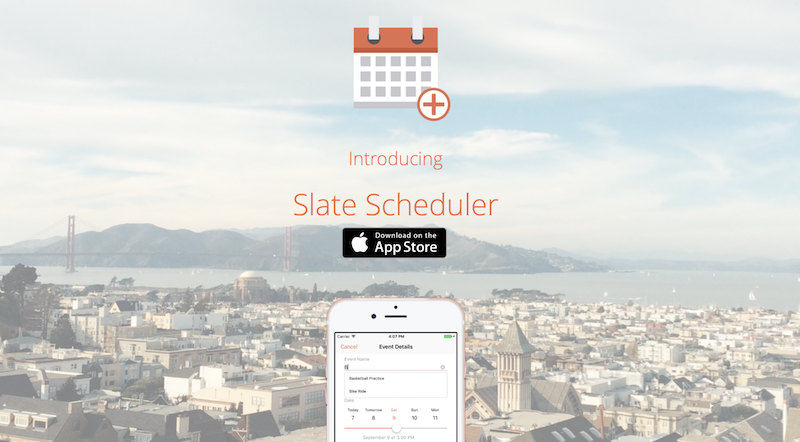 Introducing
Slate Scheduler
Download on the
App Store
Carrier 4:07 PM
Cancel Event Details
Event Name
B
Basketball Practice
Bike Ride
Date
Today Tomorrow Sat Sun Mon
7 8 9 10 11
September 9 at 3:00 PM